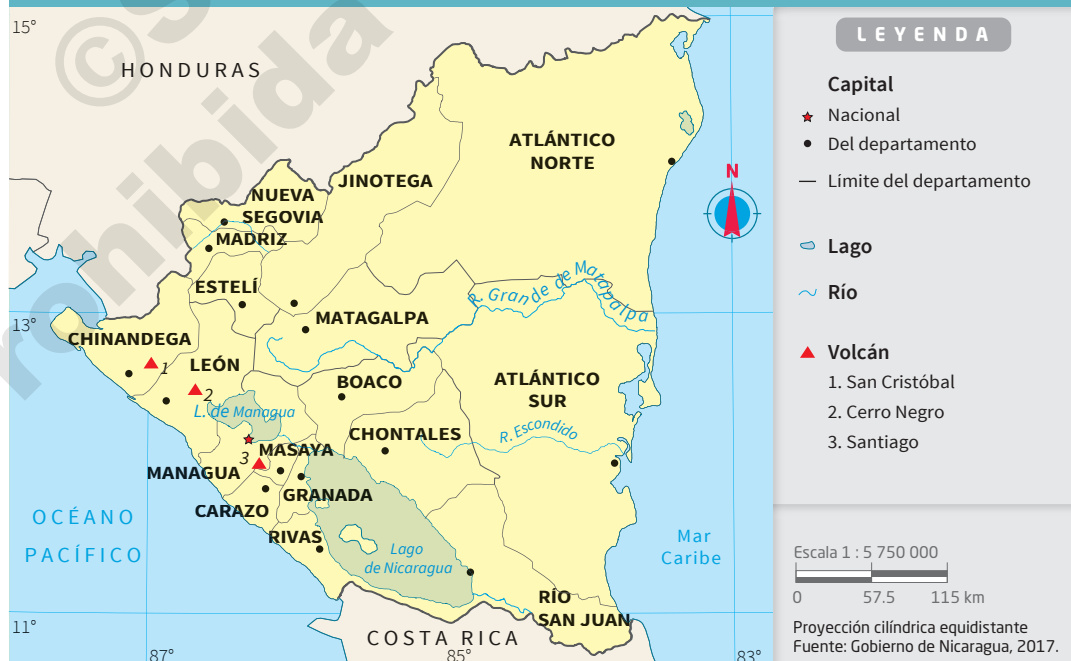 ©S
rohibida
15°
HONDURAS
ATLÁNTICO
NORTE
JINOTEGA
NUEVA
SEGOVIA
MADRIZ
ESTELÍ
R. Grande de Matapalpa
13°
MATAGALPA
CHINANDEGA
1
LEÓN
2
BOACO
ATLÁNTICO
SUR
L. de Managua
R. Escondido
CHONTALES
MASAYA
3
MANAGUA
GRANADA
CARAZO
OCÉANO
PACÍFICO
RIVAS
Lago
de Nicaragua
Mar
Caribe
RÍO
SAN JUAN
11°
COSTA RICA
87°
85°
83°
N
LEYENDA
Capital
Nacional
Del departamento
Límite del departamento
Lago
Río
Volcán
1. San Cristóbal
2. Cerro Negro
3. Santiago
Escala 1 : 5 750 000
0 57.5 115 km
Proyección cilíndrica equidistante
Fuente: Gobierno de Nicaragua, 2017.